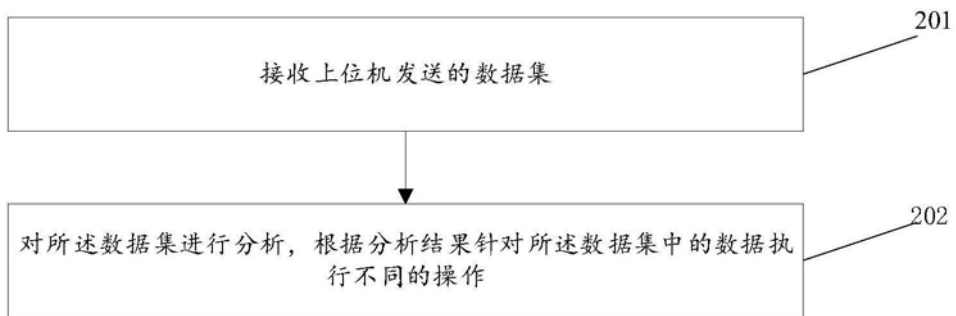 201
接收上位机发送的数据集
202
对所述数据集进行分析，根据分析结果针对所述数据集中的数据执
行不同的操作